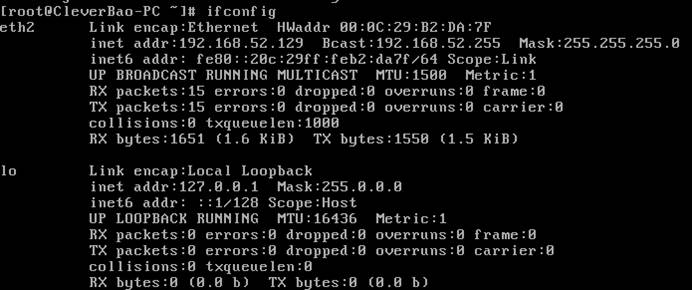 [root@CleverBao-PC ~]# ifconfig
eth2      Link encap:Ethernet  HWaddr 00:0C:29:B2:DA:7F
          inet addr:192.168.52.129  Bcast:192.168.52.255  Mask:255.255.255.0
          inet6 addr: fe80::20c:29ff:feb2:da7f/64 Scope:Link
          UP BROADCAST RUNNING MULTICAST  MTU:1500  Metric:1
          RX packets:15 errors:0 dropped:0 overruns:0 frame:0
          TX packets:15 errors:0 dropped:0 overruns:0 carrier:0
          collisions:0 txqueuelen:1000
          RX bytes:1651 (1.6 KiB)  TX bytes:1550 (1.5 KiB)
lo        Link encap:Local Loopback
          inet addr:127.0.0.1  Mask:255.0.0.0
          inet6 addr: ::1/128 Scope:Host
          UP LOOPBACK RUNNING  MTU:16436  Metric:1
          RX packets:0 errors:0 dropped:0 overruns:0 frame:0
          TX packets:0 errors:0 dropped:0 overruns:0 carrier:0
          collisions:0 txqueuelen:0
          RX bytes:0 (0.0 b)  TX bytes:0 (0.0 b)